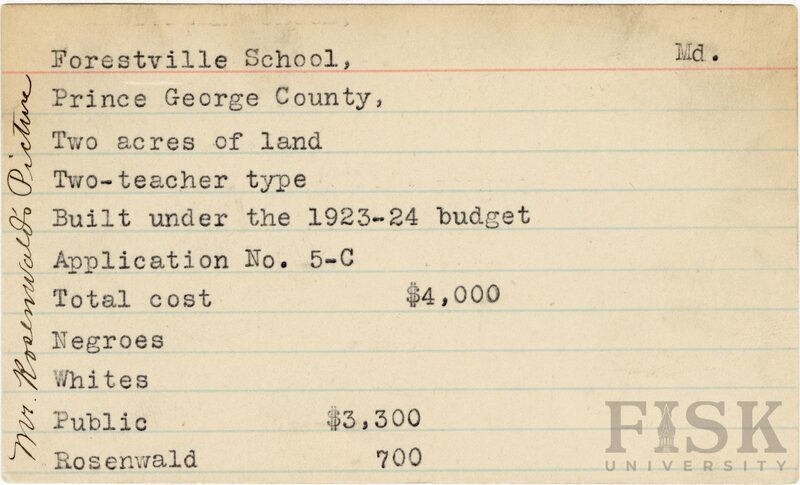 Forestville School, Md.
Prince George County,
Two acres of land
Two-teacher type
Built under the 1923-24 budget
Application No. 5-C
Total cost $4,000
Negroes
Whites
Public $3,300
Rosenwald 700
Mr. Rosenwald's Picture
FISK
UNIVERSITY